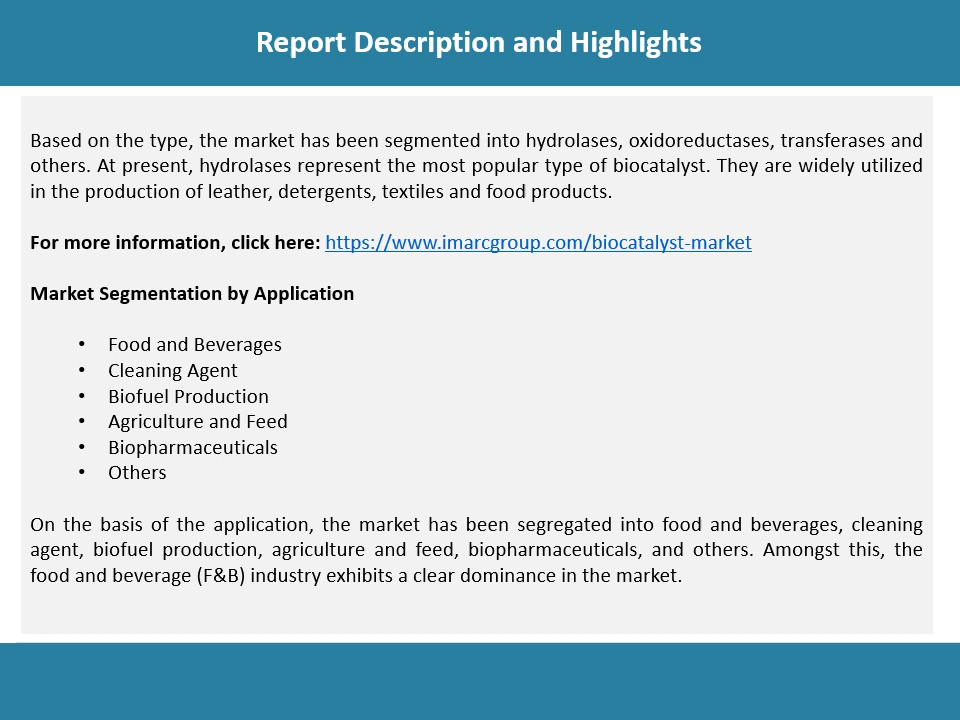 Report Description and Highlights
Based on the type, the market has been segmented into hydrolases, oxidoreductases, transferases and
others. At present, hydrolases represent the most popular type of biocatalyst. They are widely utilized
in the production of leather, detergents, textiles and food products.
For more information, click here: https://www.imarcgroup.com/biocatalyst-market
Market Segmentation by Application
• Food and Beverages
• Cleaning Agent
• Biofuel Production
• Agriculture and Feed
• Biopharmaceuticals
• Others
On the basis of the application, the market has been segregated into food and beverages, cleaning
agent, biofuel production, agriculture and feed, biopharmaceuticals, and others. Amongst this, the
food and beverage (F&B) industry exhibits a clear dominance in the market.